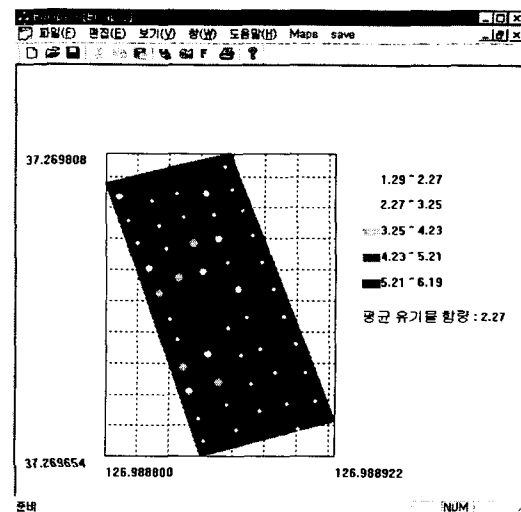 파일(F) 편집(E) 보기(V) 창(W) 도움말(H) Maps save
F
37.269808
1.29 ~ 2.27
2.27 ~ 3.25
3.25 ~ 4.23
4.23 ~ 5.21
5.21 ~ 6.19
평균 유기물 함량 : 2.27
37.269654
126.988800
126.988922
준비
NUM